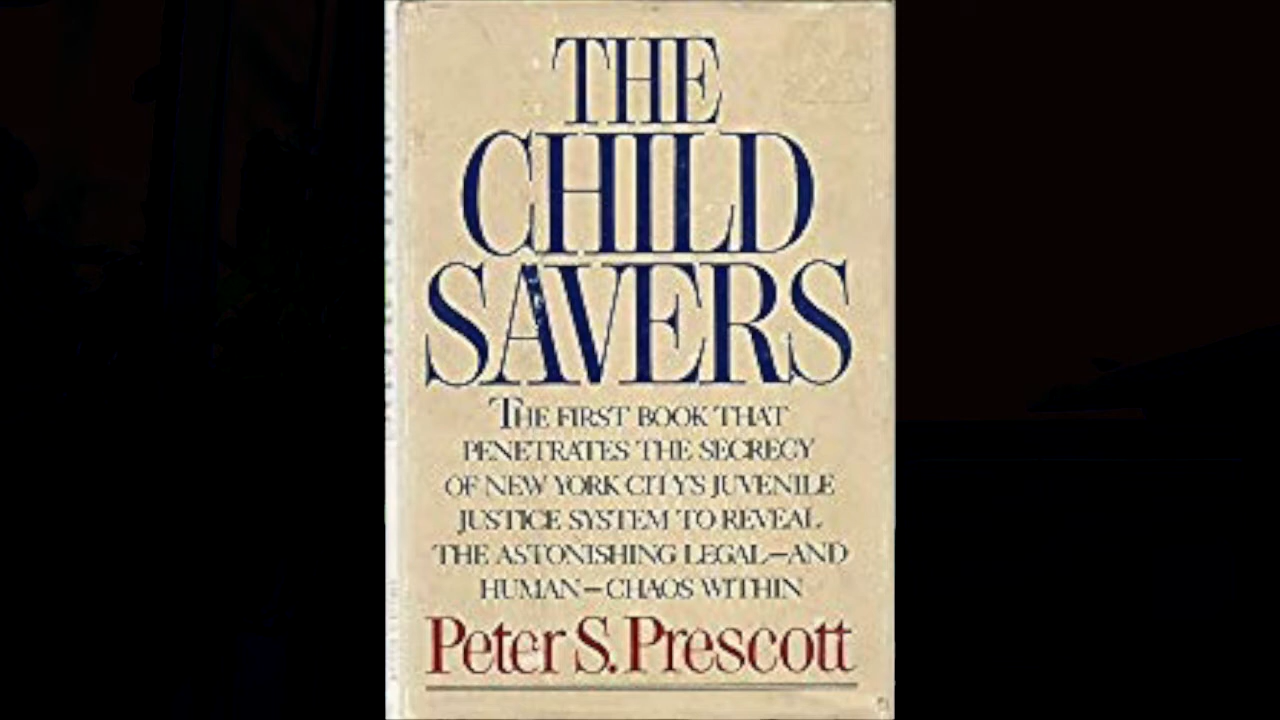 THE
CHILD
SAVERS
THE FIRST BOOK THAT
PENETRATES THE SECRECY
OF NEW YORK CITY'S JUVENILE
JUSTICE SYSTEM TO REVEAL
THE ASTONISHING LEGAL—AND
HUMAN—CHAOS WITHIN
Peter S. Prescott